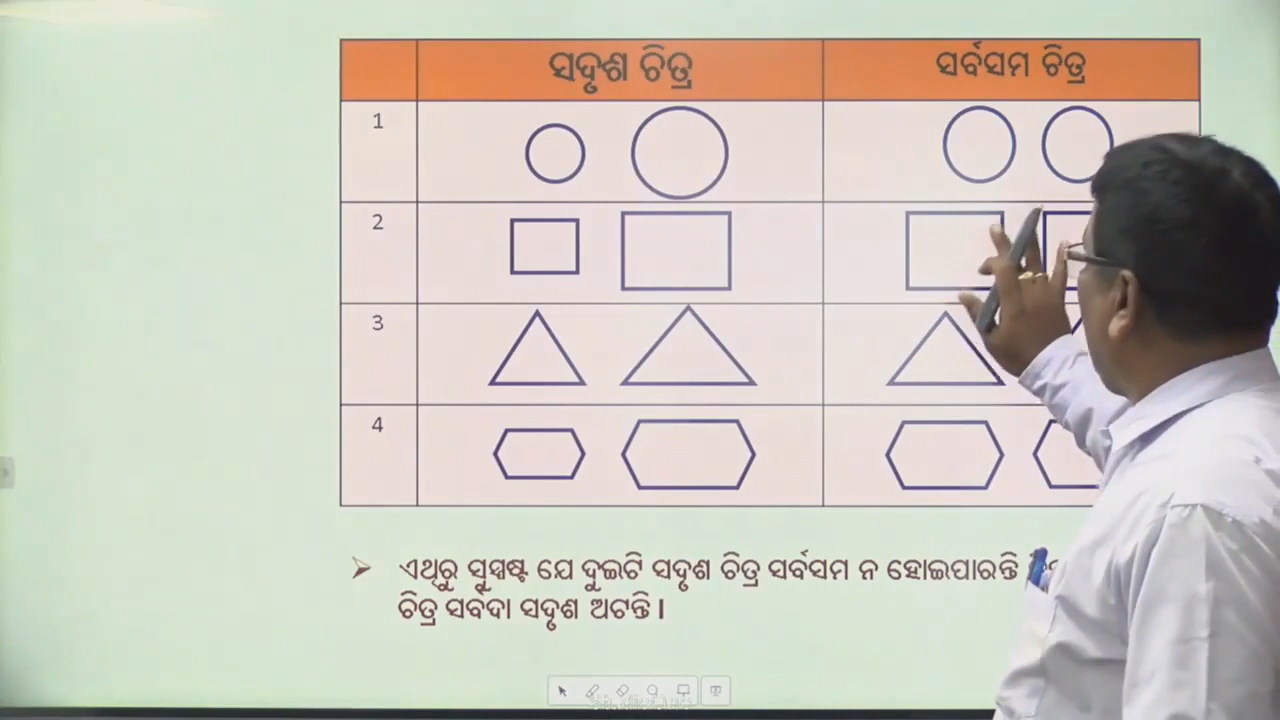 ସଦୃଶ ଚିତ୍ର
ସର୍ବସମ ଚିତ୍ର
1
2
3
4
ଏଥିରୁ ସୁସ୍ପଷ୍ଟ ଯେ ଦୁଇଟି ସଦୃଶ ଚିତ୍ର ସର୍ବସମ ନ ହୋଇପାରନ୍ତି
ଚିତ୍ର ସର୍ବଦା ସଦୃଶ ଅଟନ୍ତି ।